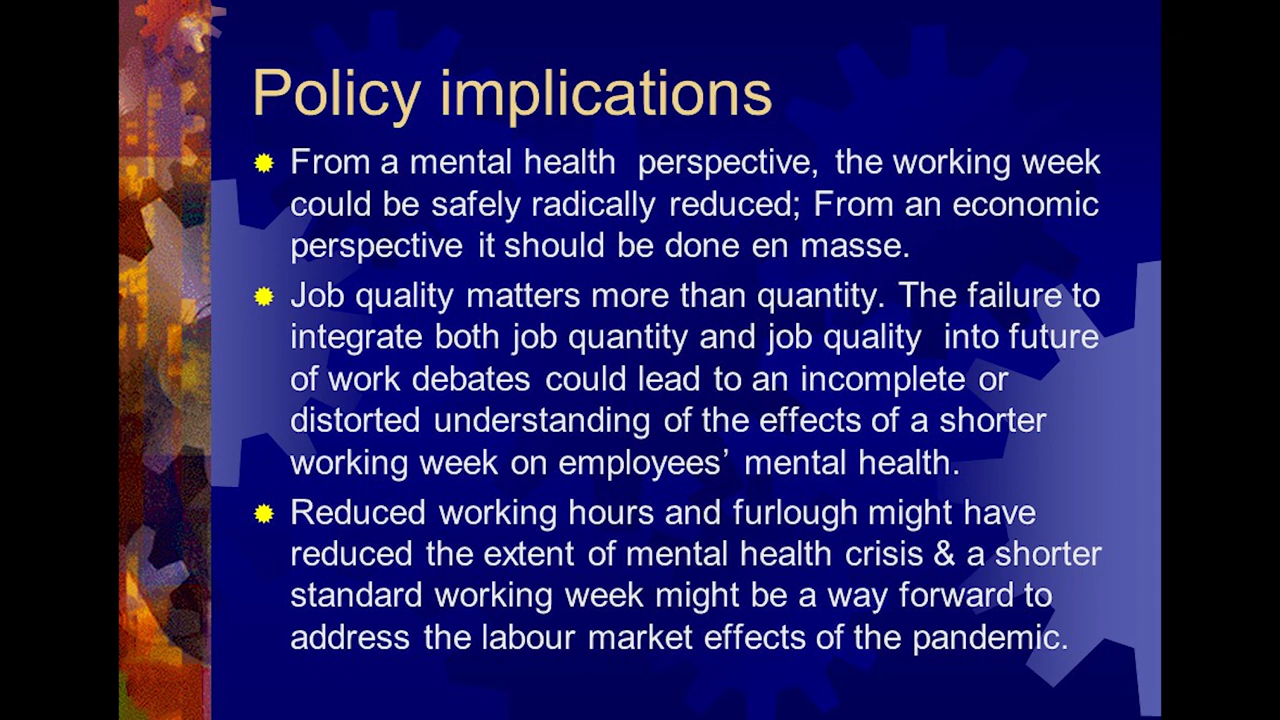 Policy implications
From a mental health perspective, the working week
could be safely radically reduced; From an economic
perspective it should be done en masse.
Job quality matters more than quantity. The failure to
integrate both job quantity and job quality into future
of work debates could lead to an incomplete or
distorted understanding of the effects of a shorter
working week on employees’ mental health.
Reduced working hours and furlough might have
reduced the extent of mental health crisis & a shorter
standard working week might be a way forward to
address the labour market effects of the pandemic.